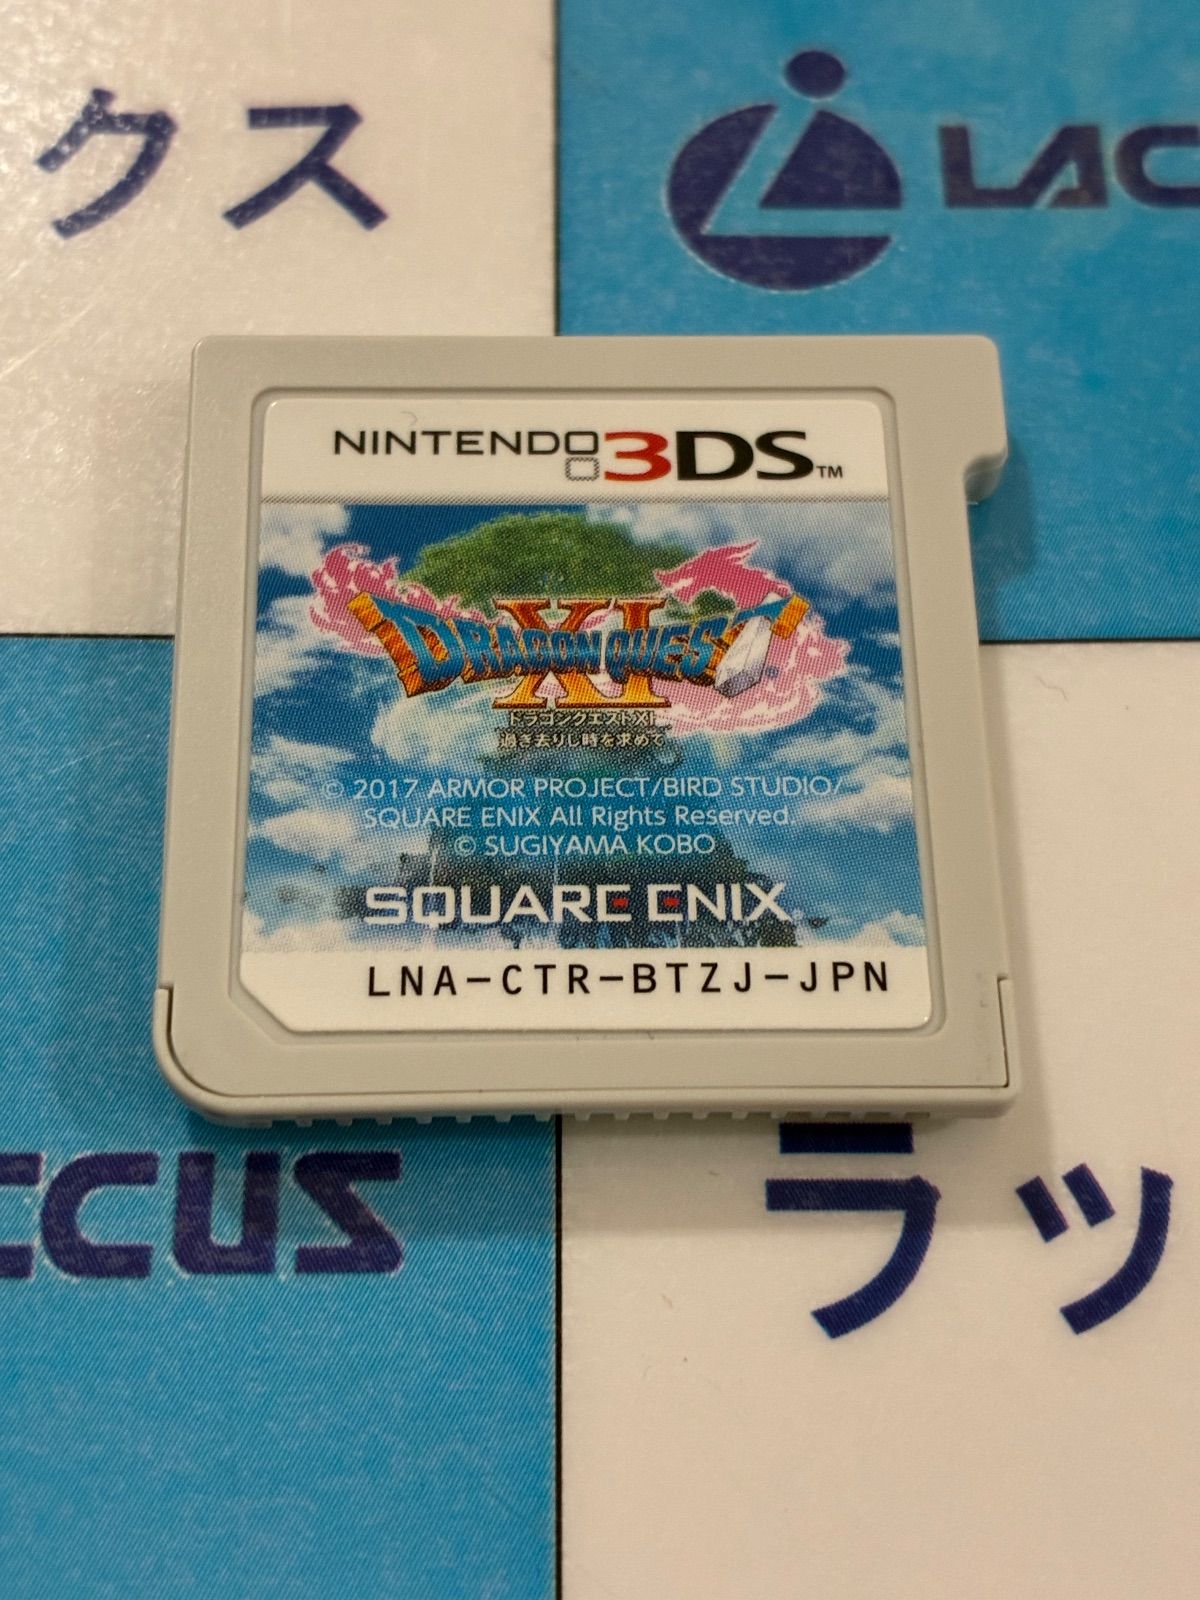 クス
LAC
NINTENDO 3DS™
DRAGON QUEST XI
ドラゴンクエストXI
過ぎ去りし時を求めて
© 2017 ARMOR PROJECT/BIRD STUDIO/
SQUARE ENIX All Rights Reserved.
© SUGIYAMA KOBO
SQUARE ENIX
LNA-CTR-BTZJ-JPN
CCUS
ラッ